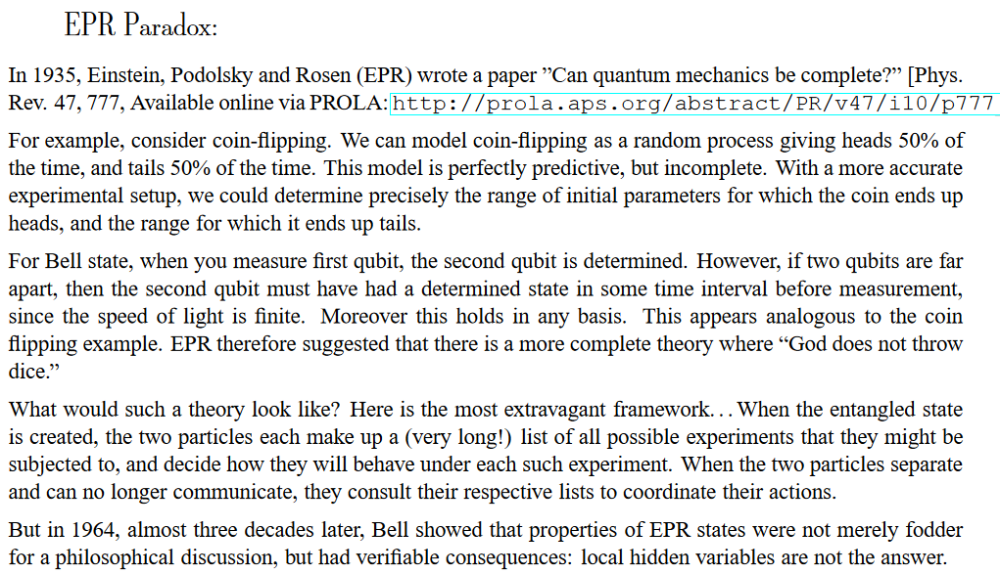 EPR Paradox:
In 1935, Einstein, Podolsky and Rosen (EPR) wrote a paper ”Can quantum mechanics be complete?” [Phys.
Rev. 47, 777, Available online via PROLA: http://prola.aps.org/abstract/PR/v47/i10/p777
For example, consider coin-flipping. We can model coin-flipping as a random process giving heads 50% of
the time, and tails 50% of the time. This model is perfectly predictive, but incomplete. With a more accurate
experimental setup, we could determine precisely the range of initial parameters for which the coin ends up
heads, and the range for which it ends up tails.
For Bell state, when you measure first qubit, the second qubit is determined. However, if two qubits are far
apart, then the second qubit must have had a determined state in some time interval before measurement,
since the speed of light is finite. Moreover this holds in any basis. This appears analogous to the coin
flipping example. EPR therefore suggested that there is a more complete theory where “God does not throw
dice.”
What would such a theory look like? Here is the most extravagant framework. . . When the entangled state
is created, the two particles each make up a (very long!) list of all possible experiments that they might be
subjected to, and decide how they will behave under each such experiment. When the two particles separate
and can no longer communicate, they consult their respective lists to coordinate their actions.
But in 1964, almost three decades later, Bell showed that properties of EPR states were not merely fodder
for a philosophical discussion, but had verifiable consequences: local hidden variables are not the answer.